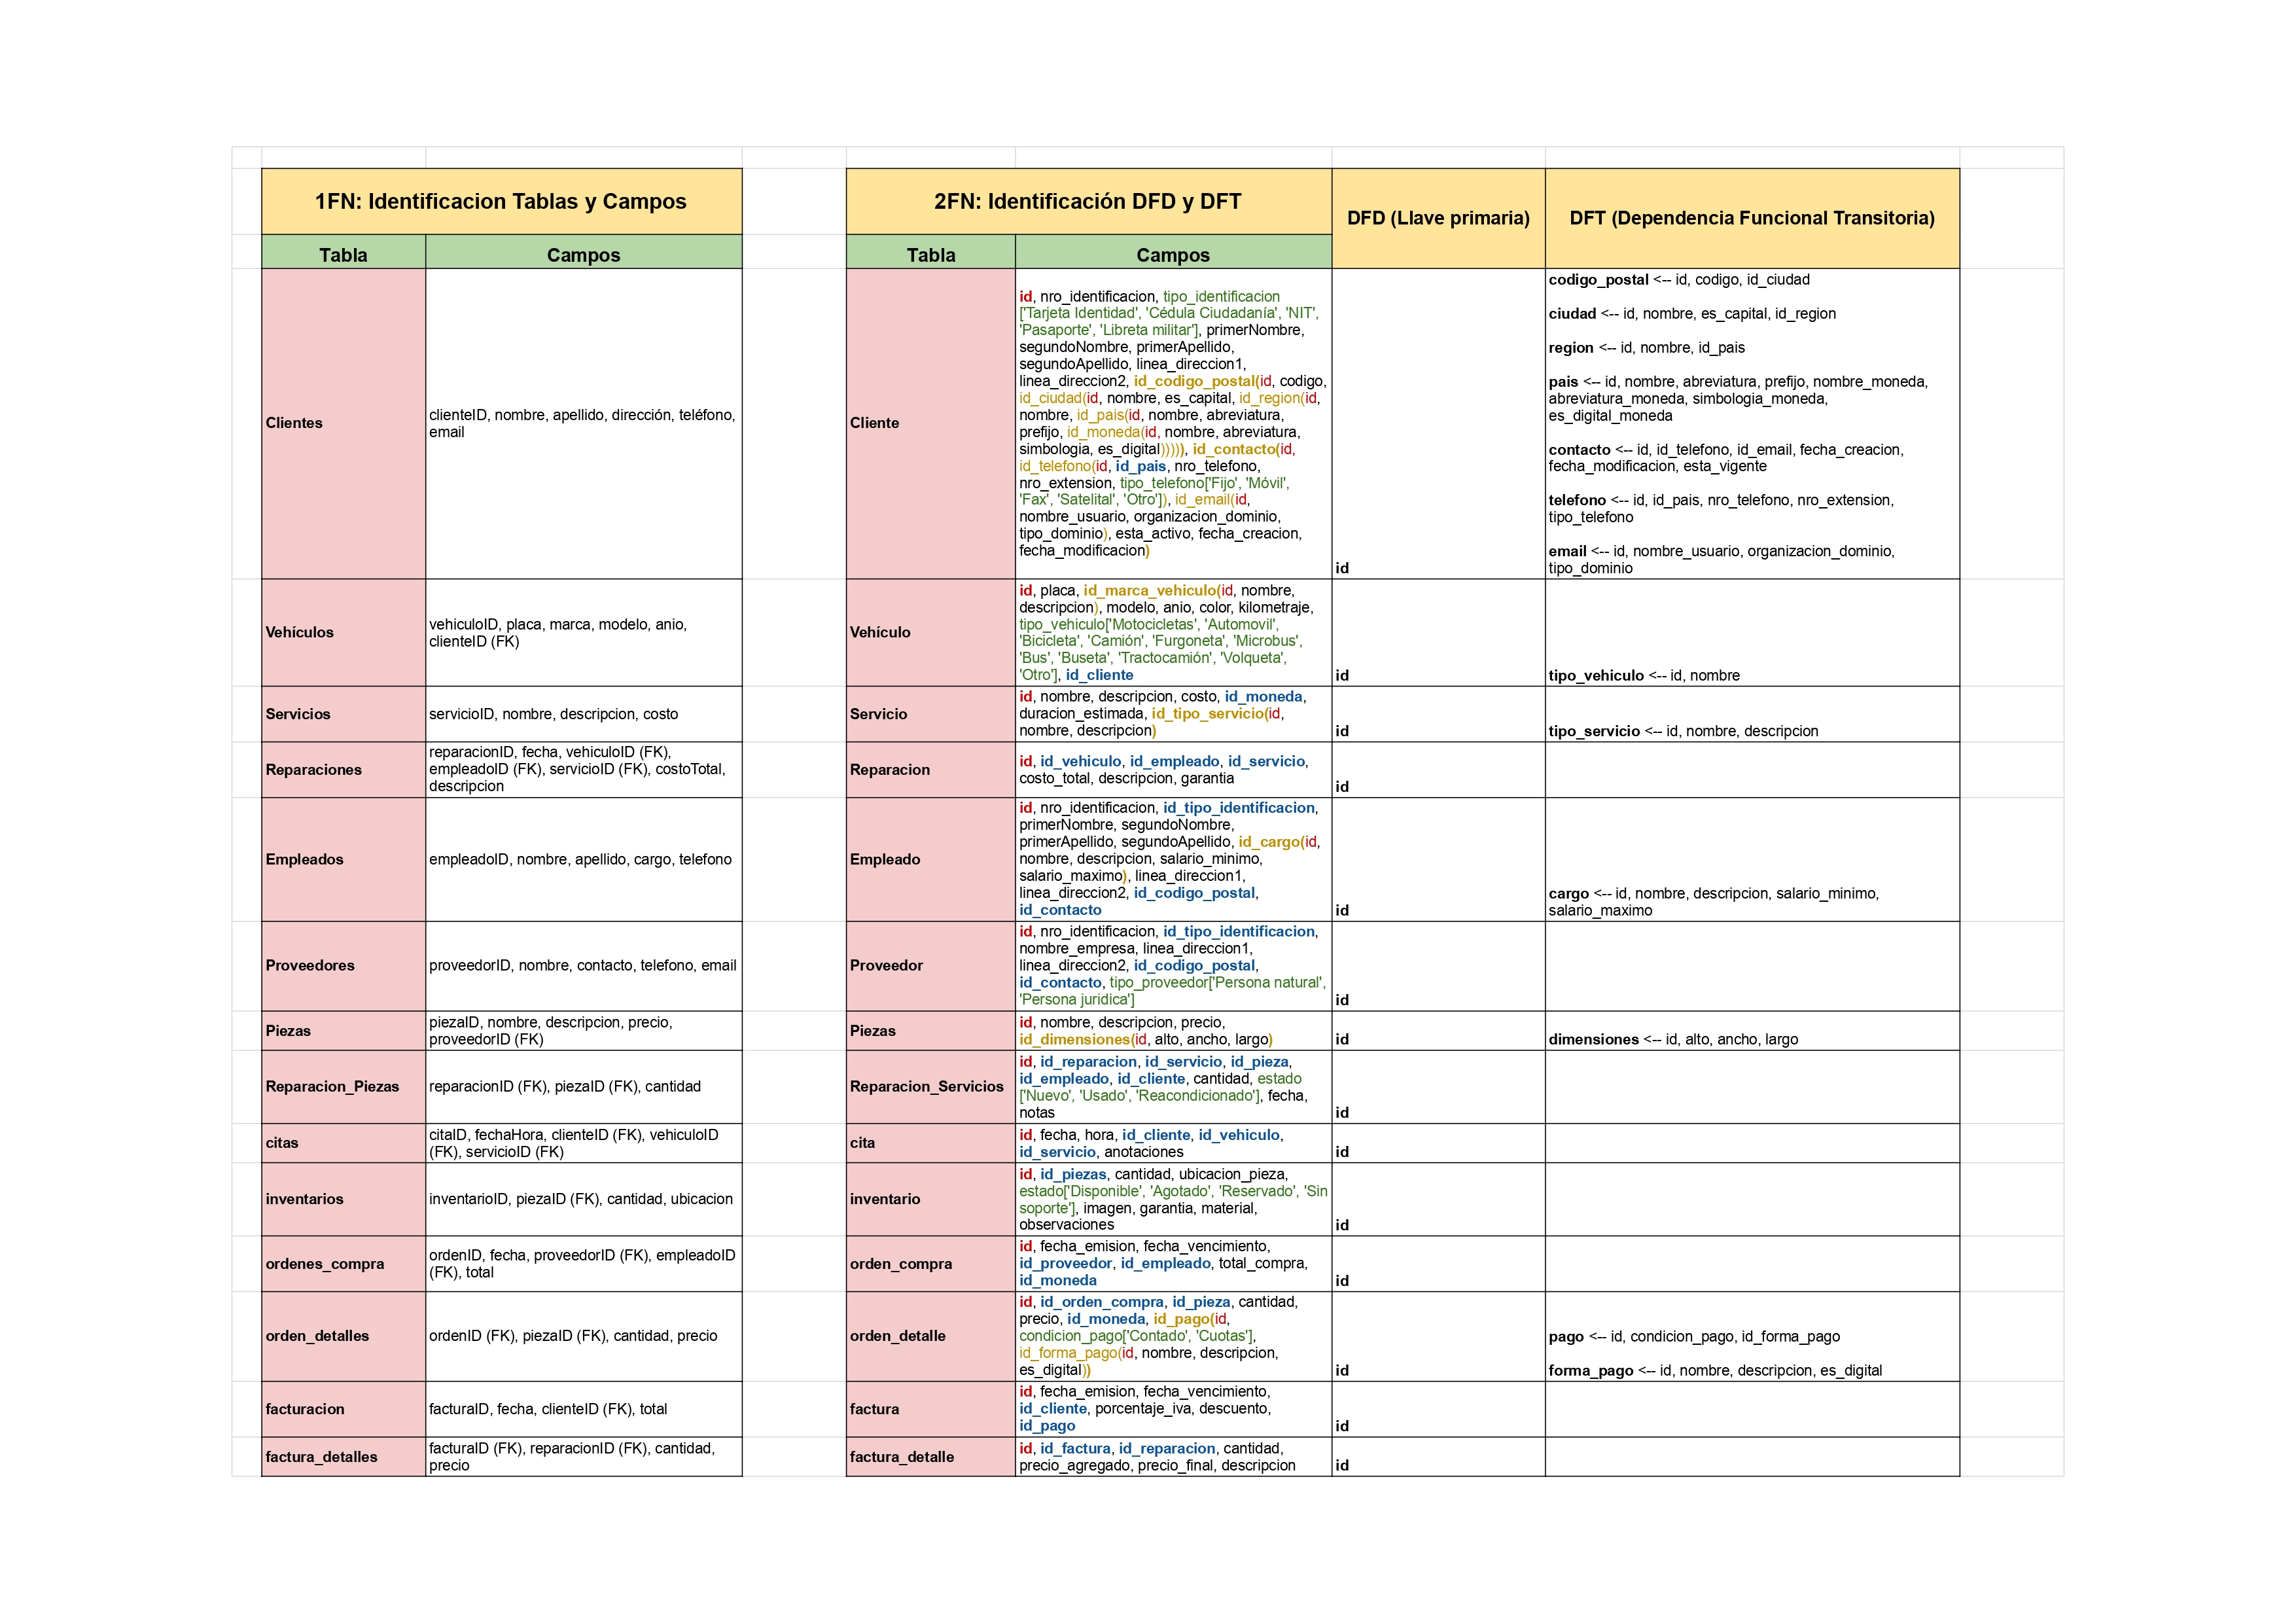 1FN: Identificacion Tablas y Campos
2FN: Identificación DFD y DFT
DFD (Llave primaria)
DFT (Dependencia Funcional Transitoria)
Tabla
Campos
Tabla
Campos
Clientes
clienteID, nombre, apellido, dirección, teléfono,
email
Cliente
id, nro_identificacion, tipo_identificacion
['Tarjeta Identidad', 'Cédula Ciudadanía', 'NIT',
'Pasaporte', 'Libreta militar'], primerNombre,
segundoNombre, primerApellido,
segundoApellido, linea_direccion1,
linea_direccion2, id_codigo_postal(id, codigo,
id_ciudad(id, nombre, es_capital, id_region(id,
nombre, id_pais(id, nombre, abreviatura,
prefijo, id_moneda(id, nombre, abreviatura,
simbologia, es_digital))))), id_contacto(id,
id_telefono(id, id_pais, nro_telefono,
nro_extension, tipo_telefono['Fijo', 'Móvil',
'Fax', 'Satelital', 'Otro']), id_email(id,
nombre_usuario, organizacion_dominio,
tipo_dominio), esta_activo, fecha_creacion,
fecha_modificacion)
id
codigo_postal <-- id, codigo, id_ciudad
ciudad <-- id, nombre, es_capital, id_region
region <-- id, nombre, id_pais
pais <-- id, nombre, abreviatura, prefijo, nombre_moneda,
abreviatura_moneda, simbologia_moneda,
es_digital_moneda
contacto <-- id, id_telefono, id_email, fecha_creacion,
fecha_modificacion, esta_vigente
telefono <-- id, id_pais, nro_telefono, nro_extension,
tipo_telefono
email <-- id, nombre_usuario, organizacion_dominio,
tipo_dominio
Vehículos
vehiculoID, placa, marca, modelo, anio,
clienteID (FK)
Vehículo
id, placa, id_marca_vehiculo(id, nombre,
descripcion), modelo, anio, color, kilometraje,
tipo_vehiculo['Motocicletas', 'Automovil',
'Bicicleta', 'Camión', 'Furgoneta', 'Microbus',
'Bus', 'Buseta', 'Tractocamión', 'Volqueta',
'Otro'], id_cliente
id
tipo_vehiculo <-- id, nombre
Servicios
servicioID, nombre, descripcion, costo
Servicio
id, nombre, descripcion, costo, id_moneda,
duracion_estimada, id_tipo_servicio(id,
nombre, descripcion)
id
tipo_servicio <-- id, nombre, descripcion
Reparaciones
reparacionID, fecha, vehiculoID (FK),
empleadoID (FK), servicioID (FK), costoTotal,
descripcion
Reparacion
id, id_vehiculo, id_empleado, id_servicio,
costo_total, descripcion, garantia
id
Empleados
empleadoID, nombre, apellido, cargo, telefono
Empleado
id, nro_identificacion, id_tipo_identificacion,
primerNombre, segundoNombre,
primerApellido, segundoApellido, id_cargo(id,
nombre, descripcion, salario_minimo,
salario_maximo), linea_direccion1,
linea_direccion2, id_codigo_postal,
id_contacto
id
cargo <-- id, nombre, descripcion, salario_minimo,
salario_maximo
Proveedores
proveedorID, nombre, contacto, telefono, email
Proveedor
id, nro_identificacion, id_tipo_identificacion,
nombre_empresa, linea_direccion1,
linea_direccion2, id_codigo_postal,
id_contacto, tipo_proveedor['Persona natural',
'Persona juridica']
id
Piezas
piezaID, nombre, descripcion, precio,
proveedorID (FK)
Piezas
id, nombre, descripcion, precio,
id_dimensiones(id, alto, ancho, largo)
id
dimensiones <-- id, alto, ancho, largo
Reparacion_Piezas
reparacionID (FK), piezaID (FK), cantidad
Reparacion_Servicios
id, id_reparacion, id_servicio, id_pieza,
id_empleado, id_cliente, cantidad, estado
['Nuevo', 'Usado', 'Reacondicionado'], fecha,
notas
id
citas
citaID, fechaHora, clienteID (FK), vehiculoID
(FK), servicioID (FK)
cita
id, fecha, hora, id_cliente, id_vehiculo,
id_servicio, anotaciones
id
inventarios
inventarioID, piezaID (FK), cantidad, ubicacion
inventario
id, id_piezas, cantidad, ubicacion_pieza,
estado['Disponible', 'Agotado', 'Reservado', 'Sin
soporte'], imagen, garantia, material,
observaciones
id
ordenes_compra
ordenID, fecha, proveedorID (FK), empleadoID
(FK), total
orden_compra
id, fecha_emision, fecha_vencimiento,
id_proveedor, id_empleado, total_compra,
id_moneda
id
orden_detalles
ordenID (FK), piezaID (FK), cantidad, precio
orden_detalle
id, id_orden_compra, id_pieza, cantidad,
precio, id_moneda, id_pago(id,
condicion_pago['Contado', 'Cuotas'],
id_forma_pago(id, nombre, descripcion,
es_digital))
id
pago <-- id, condicion_pago, id_forma_pago
forma_pago <-- id, nombre, descripcion, es_digital
facturacion
facturaID, fecha, clienteID (FK), total
factura
id, fecha_emision, fecha_vencimiento,
id_cliente, porcentaje_iva, descuento,
id_pago
id
factura_detalles
facturaID (FK), reparacionID (FK), cantidad,
precio
factura_detalle
id, id_factura, id_reparacion, cantidad,
precio_agregado, precio_final, descripcion
id